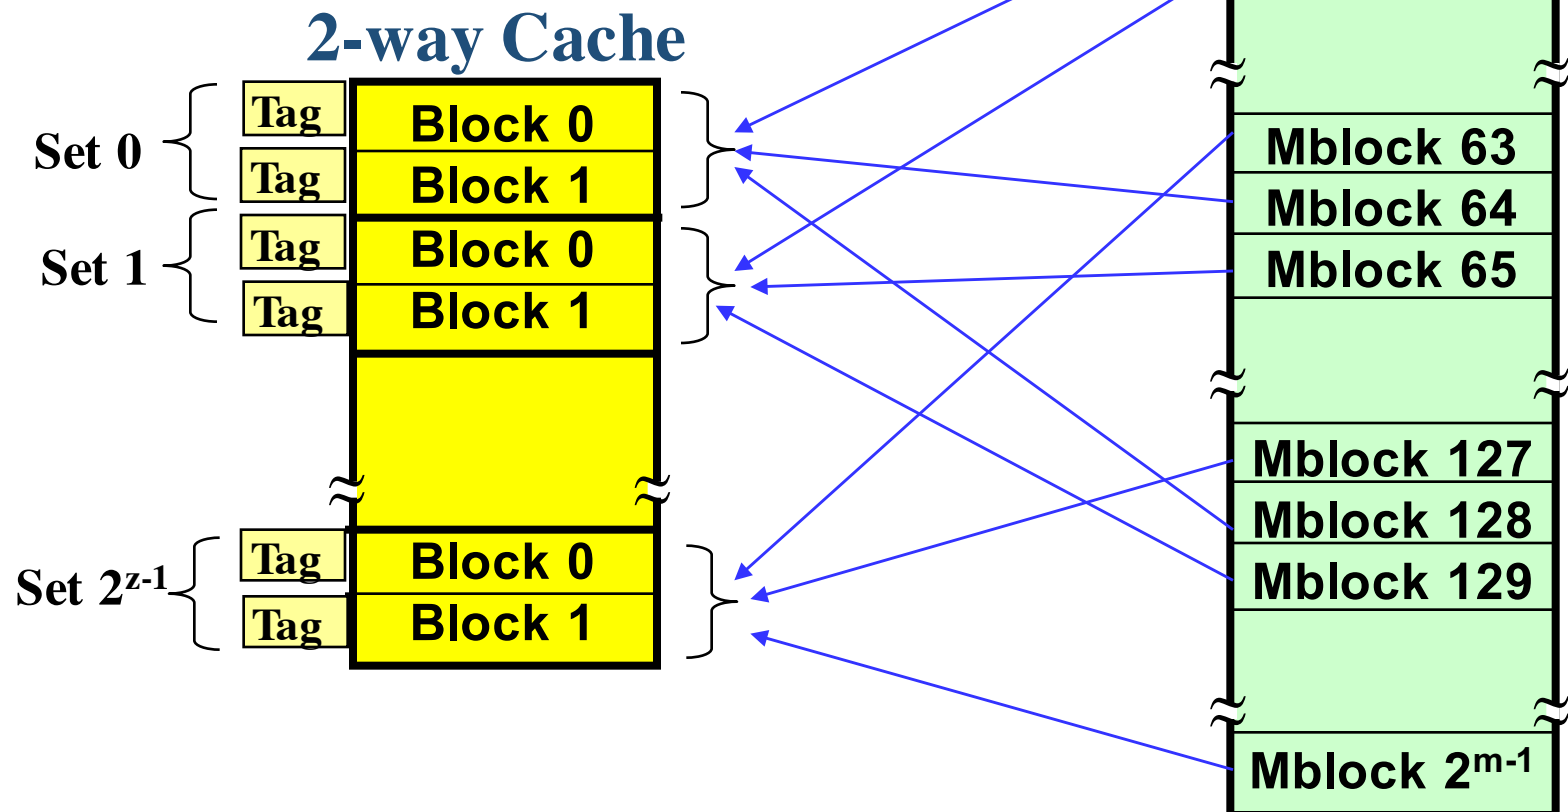 2-way Cache
Set 0
Tag
Block 0
Tag
Block 1
Set 1
Tag
Block 0
Tag
Block 1
Set 2^z-1
Tag
Block 0
Tag
Block 1
Mblock 63
Mblock 64
Mblock 65
Mblock 127
Mblock 128
Mblock 129
Mblock 2^m-1